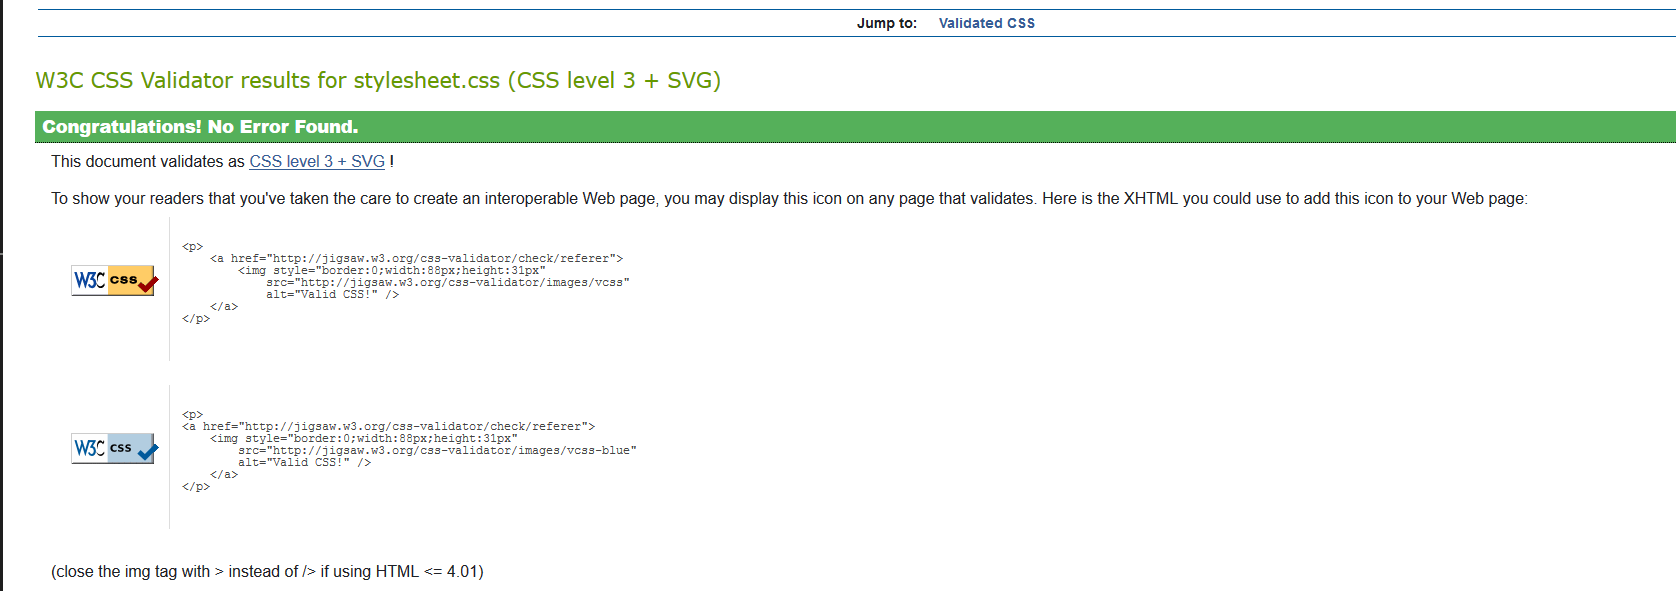 Jump to: Validated CSS
W3C CSS Validator results for stylesheet.css (CSS level 3 + SVG)
Congratulations! No Error Found.
This document validates as CSS level 3 + SVG !
To show your readers that you've taken the care to create an interoperable Web page, you may display this icon on any page that validates. Here is the XHTML you could use to add this icon to your Web page:
W3C css
<p>
    <a href="http://jigsaw.w3.org/css-validator/check/referer">
        <img style="border:0;width:88px;height:31px"
            src="http://jigsaw.w3.org/css-validator/images/vcss"
            alt="Valid CSS!" />
    </a>
</p>
W3C css
<p>
<a href="http://jigsaw.w3.org/css-validator/check/referer">
    <img style="border:0;width:88px;height:31px"
        src="http://jigsaw.w3.org/css-validator/images/vcss-blue"
        alt="Valid CSS!" />
    </a>
</p>
(close the img tag with > instead of /> if using HTML <= 4.01)